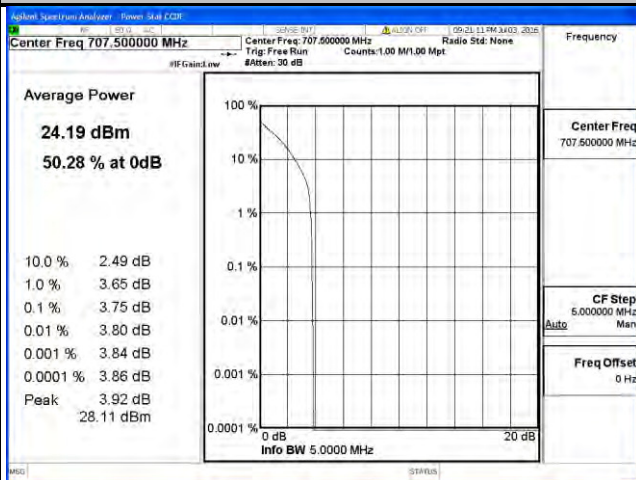 Agilent Spectrum Analyzer - Power Stat CCDF
RF 50 Ω AC SENSE:INT ALIGN OFF 09:21:11 PM Jul 03, 2016
Center Freq 707.500000 MHz
Center Freq: 707.500000 MHz Radio Std: None
Trig: Free Run Counts:1.00 M/1.00 Mpt
#IFGain:Low #Atten: 30 dB
Frequency
Average Power
24.19 dBm
50.28 % at 0dB
10.0 % 2.49 dB
1.0 % 3.65 dB
0.1 % 3.75 dB
0.01 % 3.80 dB
0.001 % 3.84 dB
0.0001 % 3.86 dB
Peak 3.92 dB
28.11 dBm
100 %
10 %
1 %
0.1 %
0.01 %
0.001 %
0.0001 %
0 dB 20 dB
Info BW 5.0000 MHz
Center Freq
707.500000 MHz
CF Step
5.000000 MHz
Auto Man
Freq Offset
0 Hz
MSG STATUS